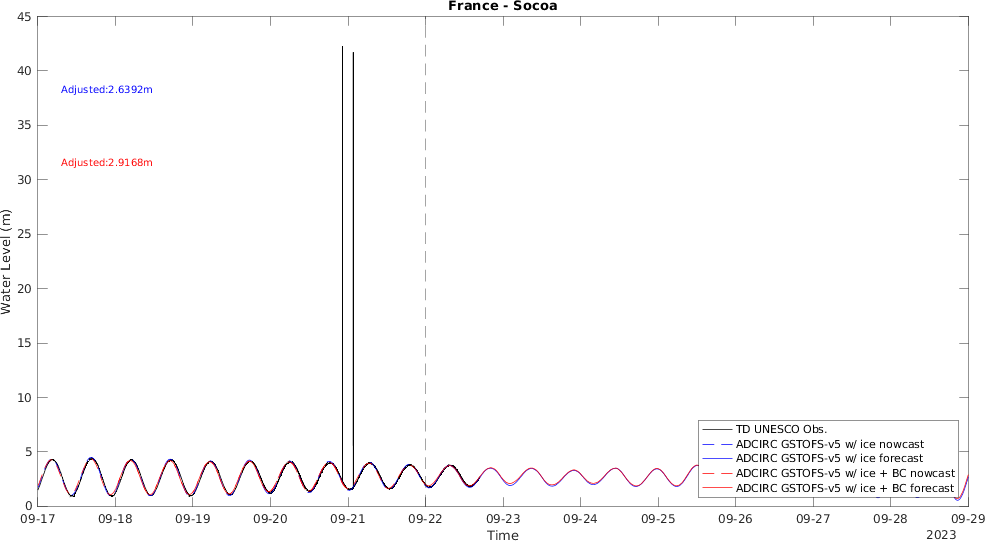 France - Socoa
45
40
35
30
25
20
15
10
5
0
Water Level (m)
Adjusted:2.6392m
Adjusted:2.9168m
TD UNESCO Obs.
ADCIRC GSTOFS-v5 w/ ice nowcast
ADCIRC GSTOFS-v5 w/ ice forecast
ADCIRC GSTOFS-v5 w/ ice + BC nowcast
ADCIRC GSTOFS-v5 w/ ice + BC forecast
09-17 09-18 09-19 09-20 09-21 09-22 09-23 09-24 09-25 09-26 09-27 09-28 09-29
Time
2023